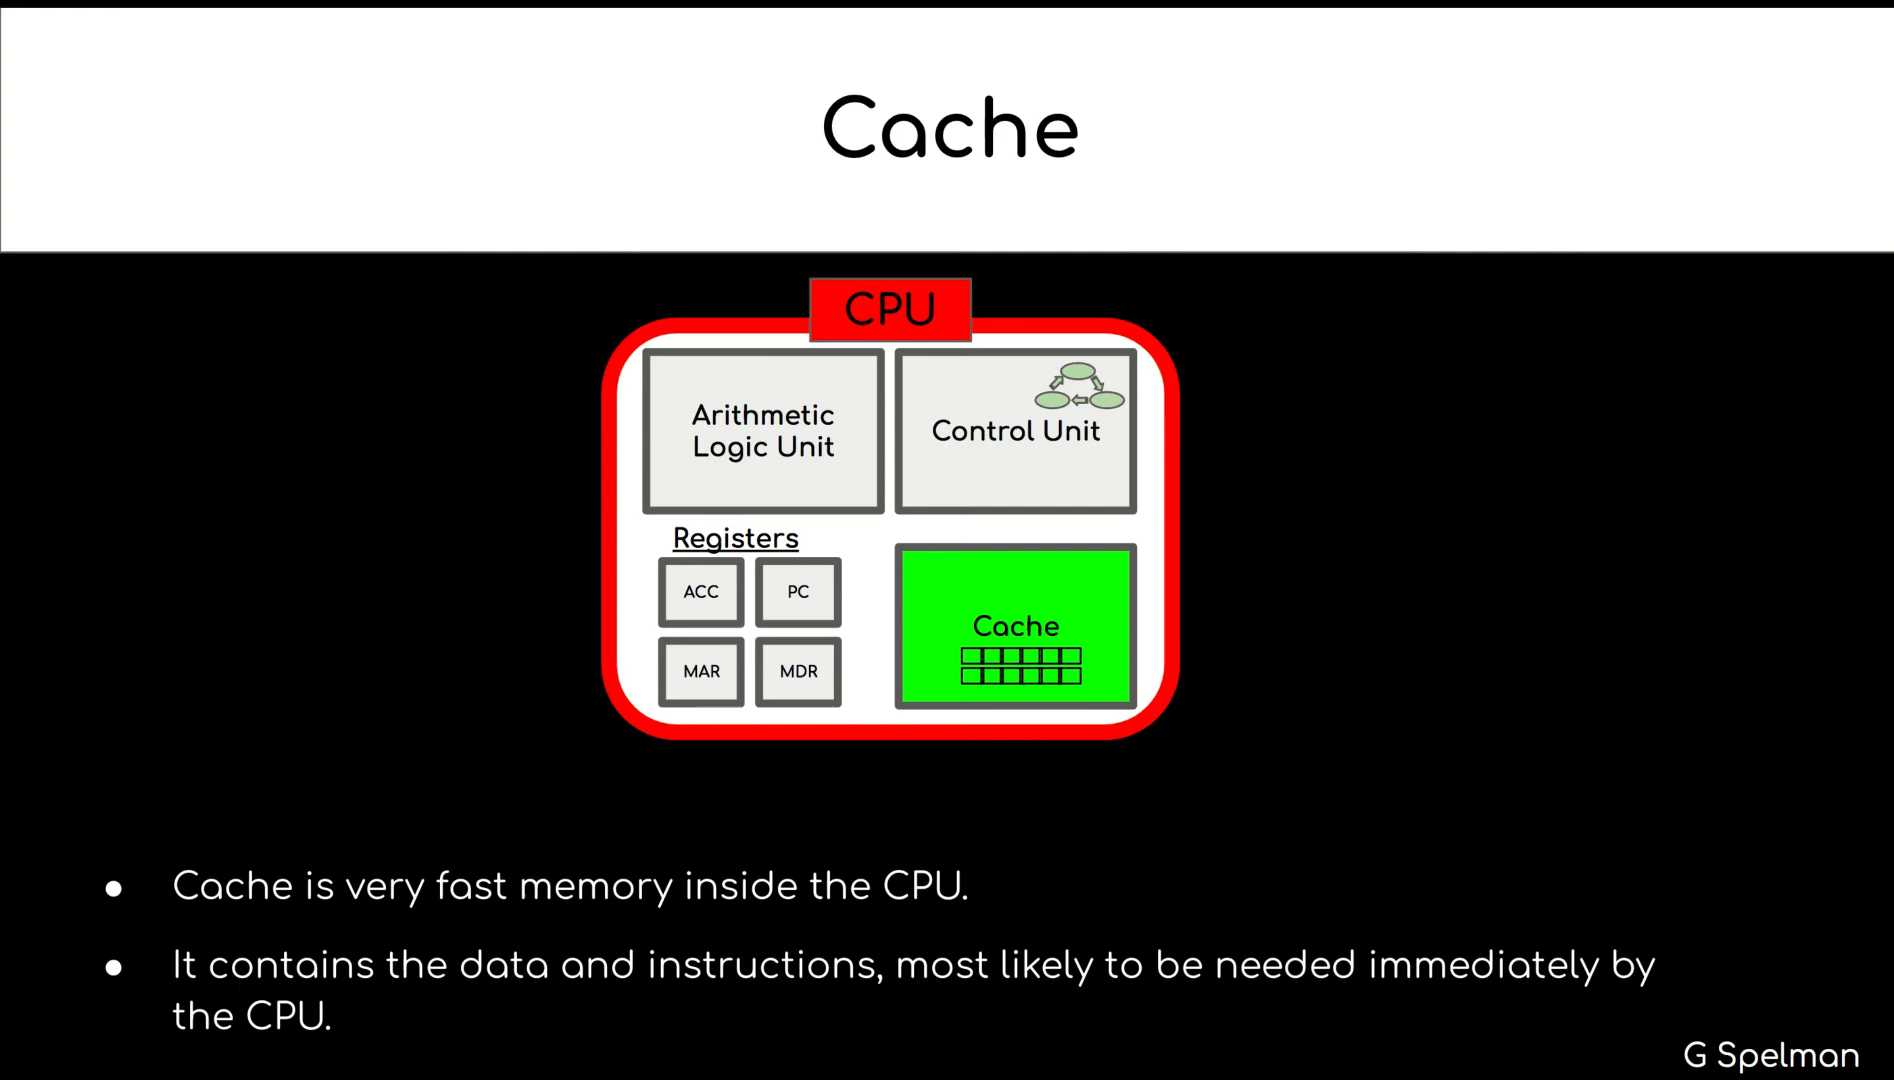 Cache
CPU
Arithmetic
Logic Unit
Control Unit
Registers
ACC
PC
MAR
MDR
Cache
● Cache is very fast memory inside the CPU.
● It contains the data and instructions, most likely to be needed immediately by
the CPU.
G Spelman